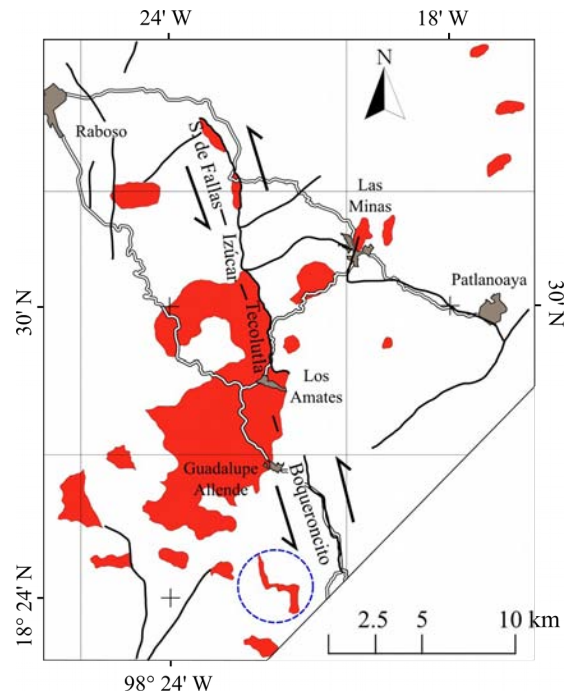 24' W
18' W
N
Raboso
S. de Fallas
Izúcar
Tecolutla
Las
Minas
Patlanoaya
30' N
30' N
Los
Amates
Guadalupe
Allende
Boqueroncito
18° 24' N
2.5
5
10 km
98° 24' W